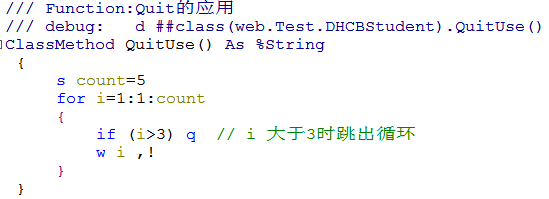 /// Function:Quit的应用
/// debug:   d ##class(web.Test.DHCBStudent).QuitUse()
ClassMethod QuitUse() As %String
{
    s count=5
    for i=1:1:count
    {
        if (i>3) q  // i 大于3时跳出循环
        w i ,!
    }
}